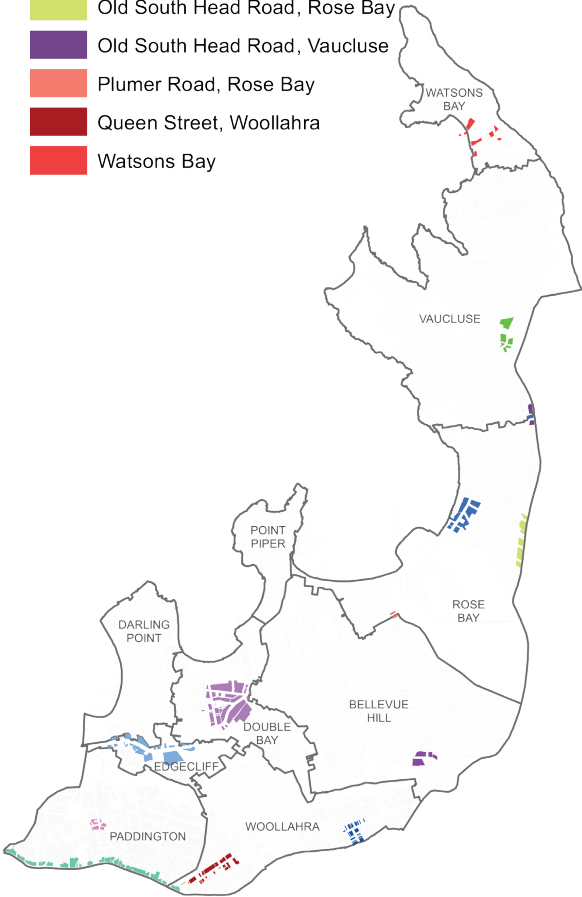 Old South Head Road, Rose Bay
Old South Head Road, Vaucluse
Plumer Road, Rose Bay
Queen Street, Woollahra
Watsons Bay
WATSONS
BAY
VAUCLUSE
POINT
PIPER
ROSE
BAY
DARLING
POINT
BELLEVUE
HILL
DOUBLE
BAY
EDGECLIFF
WOOLLAHRA
PADDINGTON